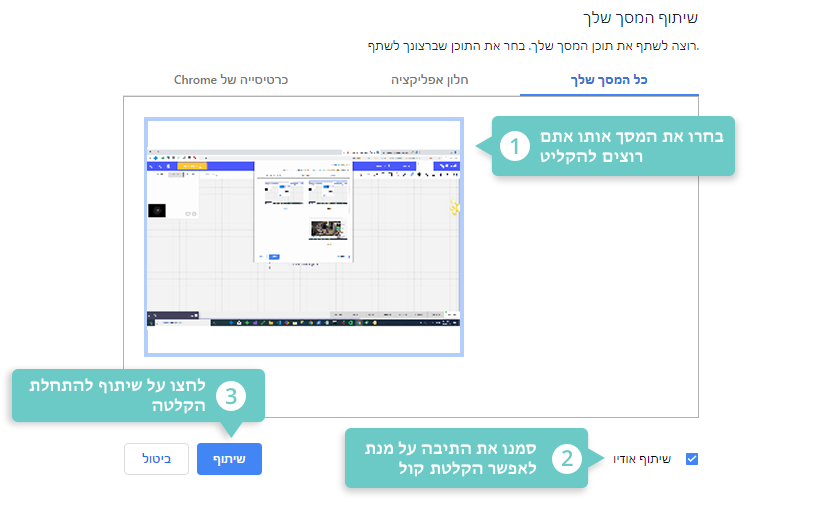 שיתוף המסך שלך
רוצה לשתף את תוכן המסך שלך. בחר את התוכן שברצונך לשתף.
כל המסך שלך
חלון אפליקציה
כרטיסייה של Chrome
1
בחרו את המסך אותו אתם
רוצים להקליט
3
לחצו על שיתוף להתחלת
הקלטה
שיתוף אודיו
2
סמנו את התיבה על מנת
לאפשר הקלטת קול
שיתוף
ביטול